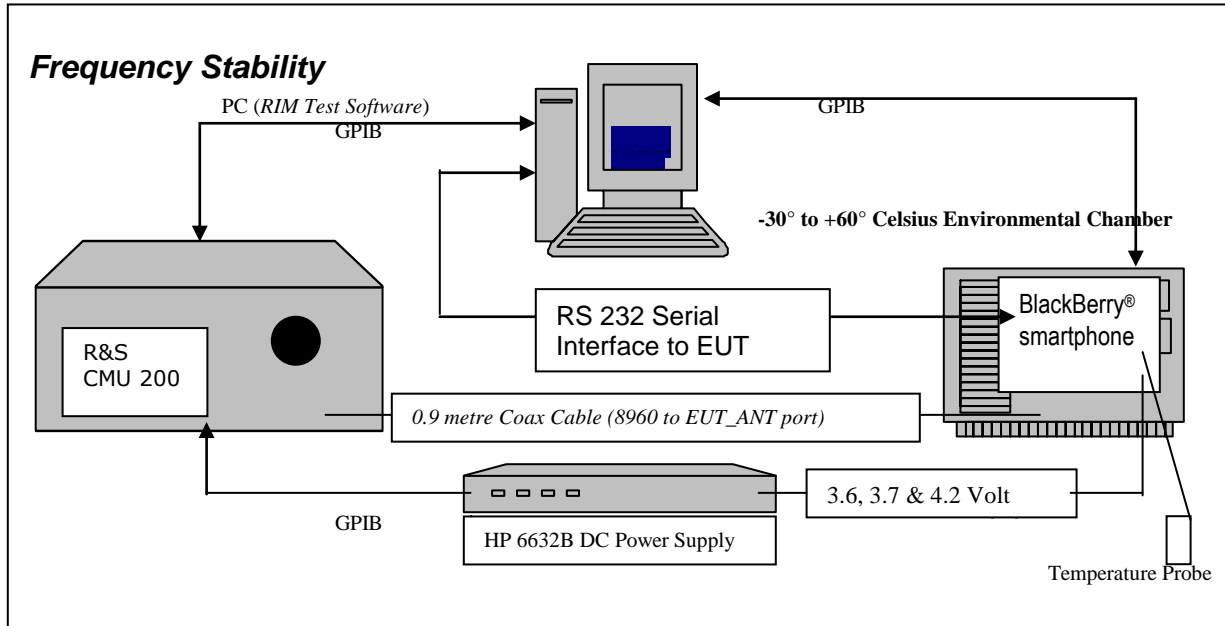 Frequency Stability
PC (RIM Test Software)
GPIB
GPIB
-30° to +60° Celsius Environmental Chamber
RS 232 Serial
Interface to EUT
BlackBerry®
smartphone
R&S
CMU 200
0.9 metre Coax Cable (8960 to EUT_ANT port)
3.6, 3.7 & 4.2 Volt
GPIB
HP 6632B DC Power Supply
Temperature Probe